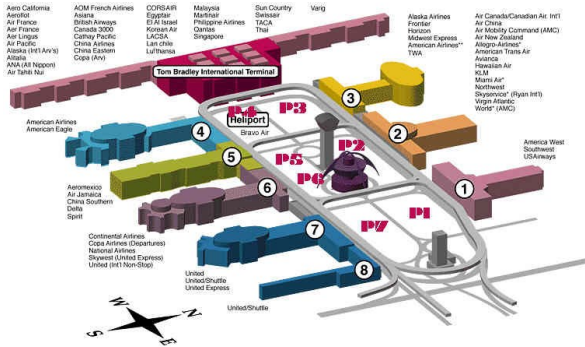 Aero California
Aeroflot
Air France
Aer France
Aer Lingus
Air Pacific
Alaska (Int'l Arv's)
Alitalia
ANA (All Nippon)
Air Tahiti Nui
AOM French Airlines
Asiana
British Airways
Canada 3000
Cathay Pacific
China Airlines
China Eastern
Copa (Arv)
CORSAIR
Egyptair
El Al Israel
Korean Air
LACSA
Lan chile
Lufthansa
Malaysia
Martinair
Philippine Airlines
Qantas
Singapore
Sun Country
Swissair
TACA
Thai
Varig
Alaska Airlines
Frontier
Horizon
Midwest Express
American Airlines**
TWA
Air Canada/Canadian Air. Int'l
Air China
Air Mobility Command (AMC)
Air New Zealand
Allegro-Airlines*
American Trans Air
Avianca
Hawaiian Air
KLM
Miami Air*
Northwest
Skyservice* (Ryan Int'l)
Virgin Atlantic
World* (AMC)
Tom Bradley International Terminal
3
P4
P3
Heliport
Bravo Air
American Airlines
American Eagle
4
2
P2
5
P5
America West
Southwest
USAirways
6
P6
1
Aeromexico
Air Jamaica
China Southern
Delta
Spirit
P7
P1
7
Continental Airlines
Copa Airlines (Departures)
National Airlines
Skywest (United Express)
United (Int'l Non-Stop)
8
United
United/Shuttle
United Express
United/Shuttle
W
N
S
E